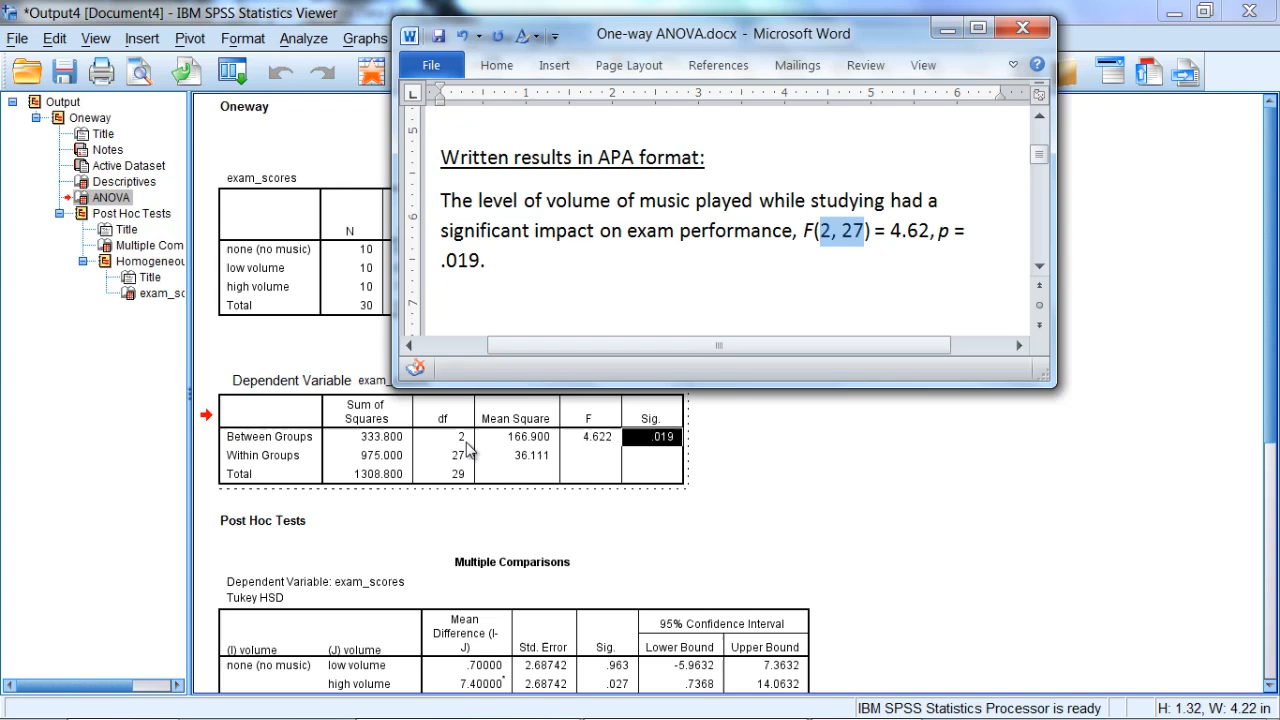 *Output4 [Document4] - IBM SPSS Statistics Viewer
File Edit View Insert Pivot Format Analyze Graphs
One-way ANOVA.docx - Microsoft Word
File Home Insert Page Layout References Mailings Review View
1 2 3 4 5 6
5
6
7
Written results in APA format:
The level of volume of music played while studying had a
significant impact on exam performance, F(2, 27) = 4.62, p =
.019.
Output
Oneway
Title
Notes
Active Dataset
Descriptives
ANOVA
Post Hoc Tests
Title
Multiple Com
Homogeneou
Title
exam_sc
Oneway
exam_scores
N
none (no music) 10
low volume 10
high volume 10
Total 30
Dependent Variable exam_
Sum of Squares df Mean Square F Sig.
Between Groups 333.800 2 166.900 4.622 .019
Within Groups 975.000 27 36.111
Total 1308.800 29
Post Hoc Tests
Multiple Comparisons
Dependent Variable: exam_scores
Tukey HSD
Mean Difference (I-J) 95% Confidence Interval
(I) volume (J) volume Std. Error Sig. Lower Bound Upper Bound
none (no music) low volume .70000 2.68742 .963 -5.9632 7.3632
high volume 7.40000* 2.68742 .027 .7368 14.0632
IBM SPSS Statistics Processor is ready H: 1.32, W: 4.22 in